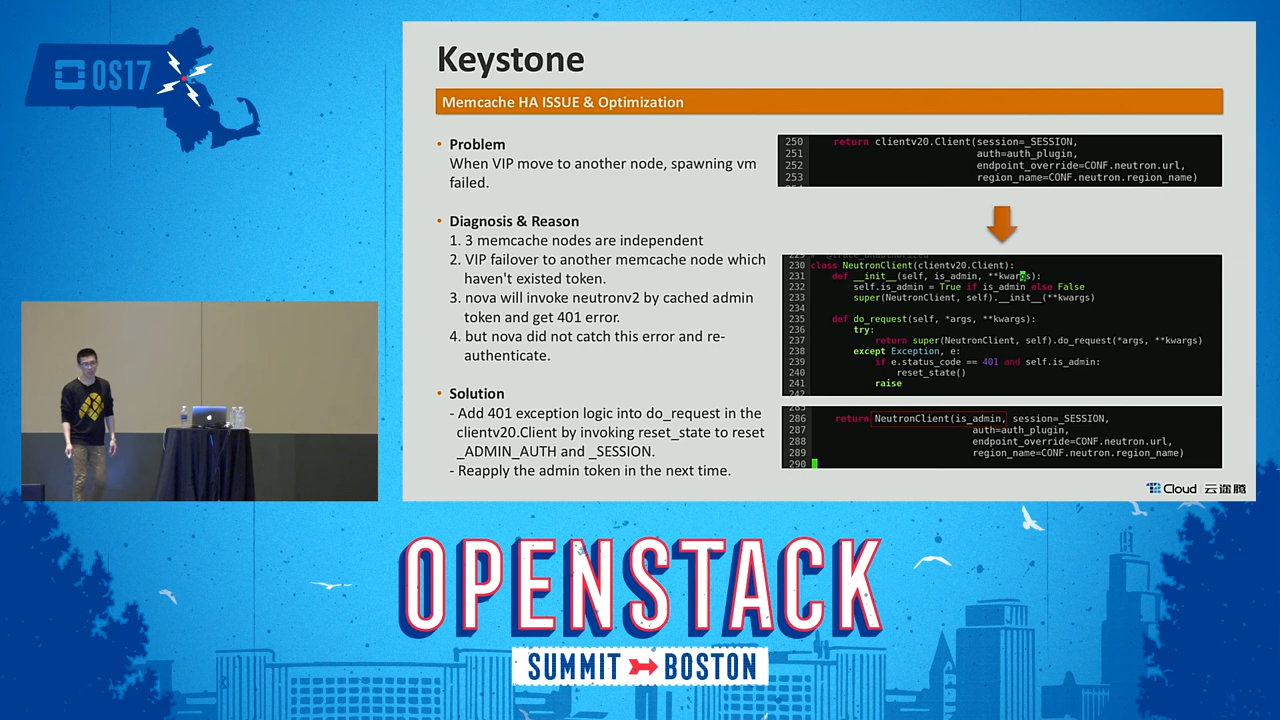 OS17
Keystone
Memcache HA ISSUE & Optimization
• Problem
When VIP move to another node, spawning vm
failed.
• Diagnosis & Reason
1. 3 memcache nodes are independent
2. VIP failover to another memcache node which
haven't existed token.
3. nova will invoke neutronv2 by cached admin
token and get 401 error.
4. but nova did not catch this error and re-
authenticate.
• Solution
- Add 401 exception logic into do_request in the
clientv20.Client by invoking reset_state to reset
_ADMIN_AUTH and _SESSION.
- Reapply the admin token in the next time.
250 return clientv20.Client(session=_SESSION,
251 auth=auth_plugin,
252 endpoint_override=CONF.neutron.url,
253 region_name=CONF.neutron.region_name)
230 class NeutronClient(clientv20.Client):
231 def __init__(self, is_admin, **kwargs):
232 self.is_admin = True if is_admin else False
233 super(NeutronClient, self).__init__(**kwargs)
234
235 def do_request(self, *args, **kwargs):
236 try:
237 return super(NeutronClient, self).do_request(*args, **kwargs)
238 except Exception, e:
239 if e.status_code == 401 and self.is_admin:
240 reset_state()
241 raise
242
285
286 return NeutronClient(is_admin, session=_SESSION,
287 auth=auth_plugin,
288 endpoint_override=CONF.neutron.url,
289 region_name=CONF.neutron.region_name)
290
Cloud 云途腾
OPENSTACK
SUMMIT BOSTON